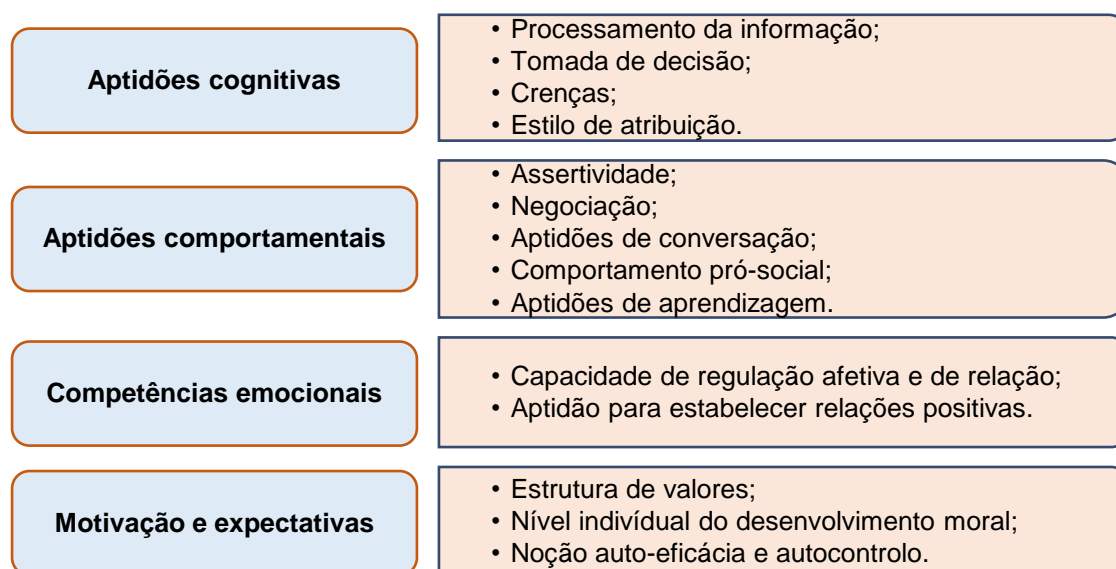 Aptidões cognitivas
• Processamento da informação;
• Tomada de decisão;
• Crenças;
• Estilo de atribuição.
Aptidões comportamentais
• Assertividade;
• Negociação;
• Aptidões de conversação;
• Comportamento pró-social;
• Aptidões de aprendizagem.
Competências emocionais
• Capacidade de regulação afetiva e de relação;
• Aptidão para estabelecer relações positivas.
Motivação e expectativas
• Estrutura de valores;
• Nível indivídual do desenvolvimento moral;
• Noção auto-eficácia e autocontrolo.